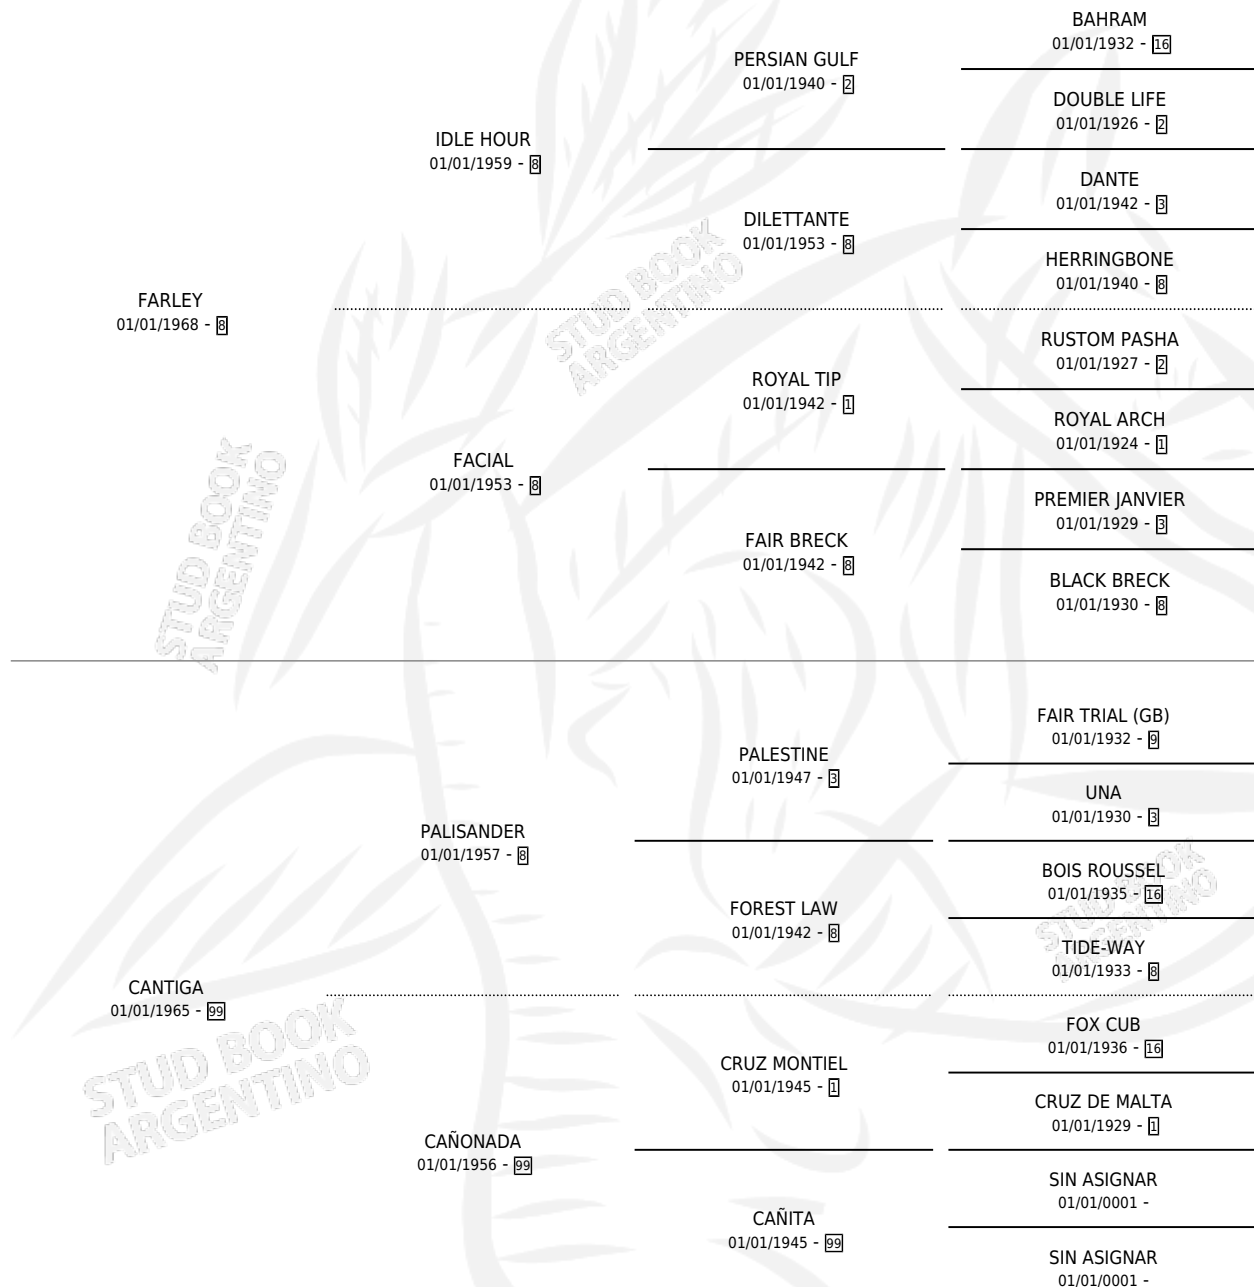 BAHRAM
01/01/1932 - 16
PERSIAN GULF
01/01/1940 - 2
DOUBLE LIFE
01/01/1926 - 2
IDLE HOUR
01/01/1959 - 8
DANTE
01/01/1942 - 3
DILETTANTE
01/01/1953 - 8
HERRINGBONE
01/01/1940 - 8
FARLEY
01/01/1968 - 8
RUSTOM PASHA
01/01/1927 - 2
ROYAL TIP
01/01/1942 - 1
ROYAL ARCH
01/01/1924 - 1
FACIAL
01/01/1953 - 8
PREMIER JANVIER
01/01/1929 - 3
FAIR BRECK
01/01/1942 - 8
BLACK BRECK
01/01/1930 - 8
FAIR TRIAL (GB)
01/01/1932 - 9
PALESTINE
01/01/1947 - 3
UNA
01/01/1930 - 3
PALISANDER
01/01/1957 - 8
BOIS ROUSSEL
01/01/1935 - 16
FOREST LAW
01/01/1942 - 8
TIDE-WAY
01/01/1933 - 8
CANTIGA
01/01/1965 - 99
FOX CUB
01/01/1936 - 16
CRUZ MONTIEL
01/01/1945 - 1
CRUZ DE MALTA
01/01/1929 - 1
CAÑONADA
01/01/1956 - 99
SIN ASIGNAR
01/01/0001 -
CAÑITA
01/01/1945 - 99
SIN ASIGNAR
01/01/0001 -
STUD BOOK
ARGENTINO
STUD BOOK
ARGENTINO
STUD BOOK
ARGENTINO
STUD BOOK
ARGENTINO